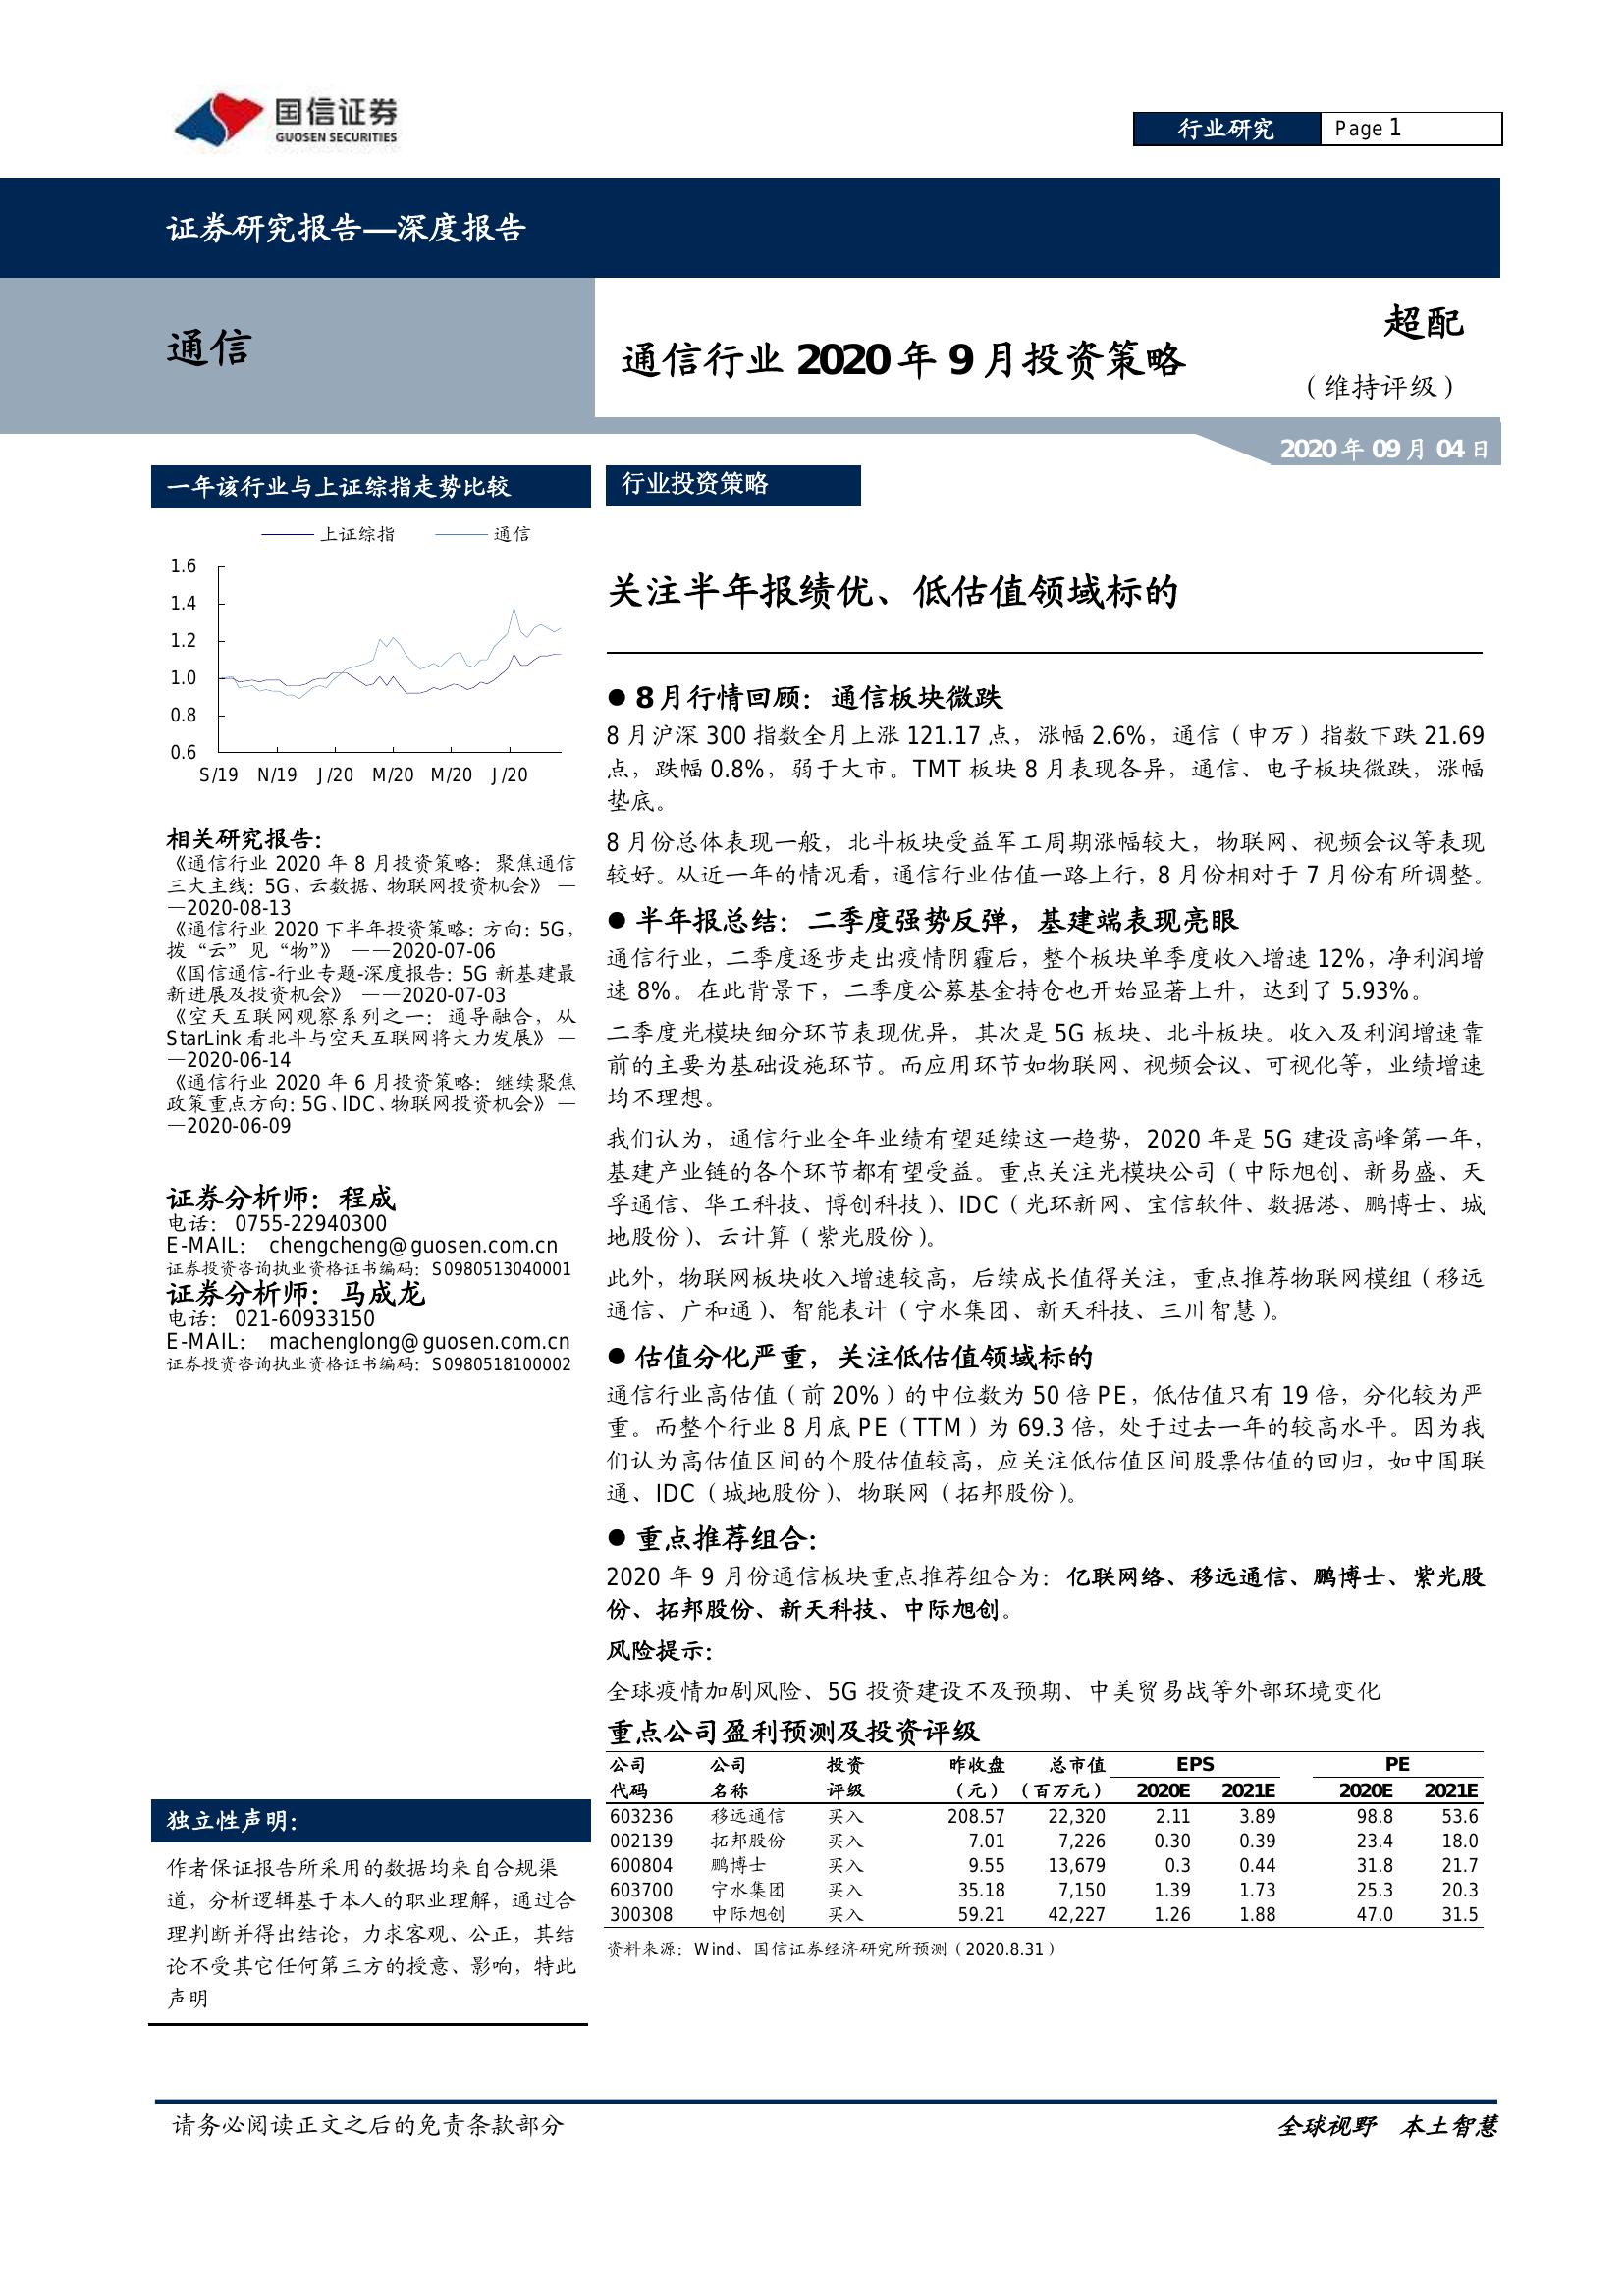 国信证券
GUOSEN SECURITIES
行业研究
Page 1
证券研究报告—深度报告
通信
通信行业 2020 年 9 月投资策略
超配
（维持评级）
2020 年 09 月 04 日
一年该行业与上证综指走势比较
上证综指 通信
1.6
1.4
1.2
1.0
0.8
0.6
S/19 N/19 J/20 M/20 M/20 J/20
相关研究报告：
《通信行业 2020 年 8 月投资策略：聚焦通信
三大主线：5G、云数据、物联网投资机会》 —
—2020-08-13
《通信行业 2020 下半年投资策略：方向：5G，
拨“云”见“物”》 ——2020-07-06
《国信通信-行业专题-深度报告：5G 新基建最
新进展及投资机会》 ——2020-07-03
《空天互联网观察系列之一：通导融合，从
StarLink 看北斗与空天互联网将大力发展》 —
—2020-06-14
《通信行业 2020 年 6 月投资策略：继续聚焦
政策重点方向：5G、IDC、物联网投资机会》 —
—2020-06-09
证券分析师：程成
电话： 0755-22940300
E-MAIL： chengcheng@guosen.com.cn
证券投资咨询执业资格证书编码：S0980513040001
证券分析师：马成龙
电话： 021-60933150
E-MAIL： machenglong@guosen.com.cn
证券投资咨询执业资格证书编码：S0980518100002
独立性声明：
作者保证报告所采用的数据均来自合规渠
道，分析逻辑基于本人的职业理解，通过合
理判断并得出结论，力求客观、公正，其结
论不受其它任何第三方的授意、影响，特此
声明
行业投资策略
关注半年报绩优、低估值领域标的
● 8 月行情回顾：通信板块微跌
8 月沪深 300 指数全月上涨 121.17 点，涨幅 2.6%，通信（申万）指数下跌 21.69
点，跌幅 0.8%，弱于大市。TMT 板块 8 月表现各异，通信、电子板块微跌，涨幅
垫底。
8 月份总体表现一般，北斗板块受益军工周期涨幅较大，物联网、视频会议等表现
较好。从近一年的情况看，通信行业估值一路上行，8 月份相对于 7 月份有所调整。
● 半年报总结：二季度强势反弹，基建端表现亮眼
通信行业，二季度逐步走出疫情阴霾后，整个板块单季度收入增速 12%，净利润增
速 8%。在此背景下，二季度公募基金持仓也开始显著上升，达到了 5.93%。
二季度光模块细分环节表现优异，其次是 5G 板块、北斗板块。收入及利润增速靠
前的主要为基础设施环节。而应用环节如物联网、视频会议、可视化等，业绩增速
均不理想。
我们认为，通信行业全年业绩有望延续这一趋势，2020 年是 5G 建设高峰第一年，
基建产业链的各个环节都有望受益。重点关注光模块公司（中际旭创、新易盛、天
孚通信、华工科技、博创科技）、IDC（光环新网、宝信软件、数据港、鹏博士、城
地股份）、云计算（紫光股份）。
此外，物联网板块收入增速较高，后续成长值得关注，重点推荐物联网模组（移远
通信、广和通）、智能表计（宁水集团、新天科技、三川智慧）。
● 估值分化严重，关注低估值领域标的
通信行业高估值（前 20%）的中位数为 50 倍 PE，低估值只有 19 倍，分化较为严
重。而整个行业 8 月底 PE（TTM）为 69.3 倍，处于过去一年的较高水平。因为我
们认为高估值区间的个股估值较高，应关注低估值区间股票估值的回归，如中国联
通、IDC（城地股份）、物联网（拓邦股份）。
● 重点推荐组合：
2020 年 9 月份通信板块重点推荐组合为：亿联网络、移远通信、鹏博士、紫光股
份、拓邦股份、新天科技、中际旭创。
风险提示：
全球疫情加剧风险、5G 投资建设不及预期、中美贸易战等外部环境变化
重点公司盈利预测及投资评级
公司 公司 投资 昨收盘 总市值 EPS PE
代码 名称 评级 （元） （百万元） 2020E 2021E 2020E 2021E
603236 移远通信 买入 208.57 22,320 2.11 3.89 98.8 53.6
002139 拓邦股份 买入 7.01 7,226 0.30 0.39 23.4 18.0
600804 鹏博士 买入 9.55 13,679 0.3 0.44 31.8 21.7
603700 宁水集团 买入 35.18 7,150 1.39 1.73 25.3 20.3
300308 中际旭创 买入 59.21 42,227 1.26 1.88 47.0 31.5
资料来源：Wind、国信证券经济研究所预测（2020.8.31）
请务必阅读正文之后的免责条款部分
全球视野 本土智慧